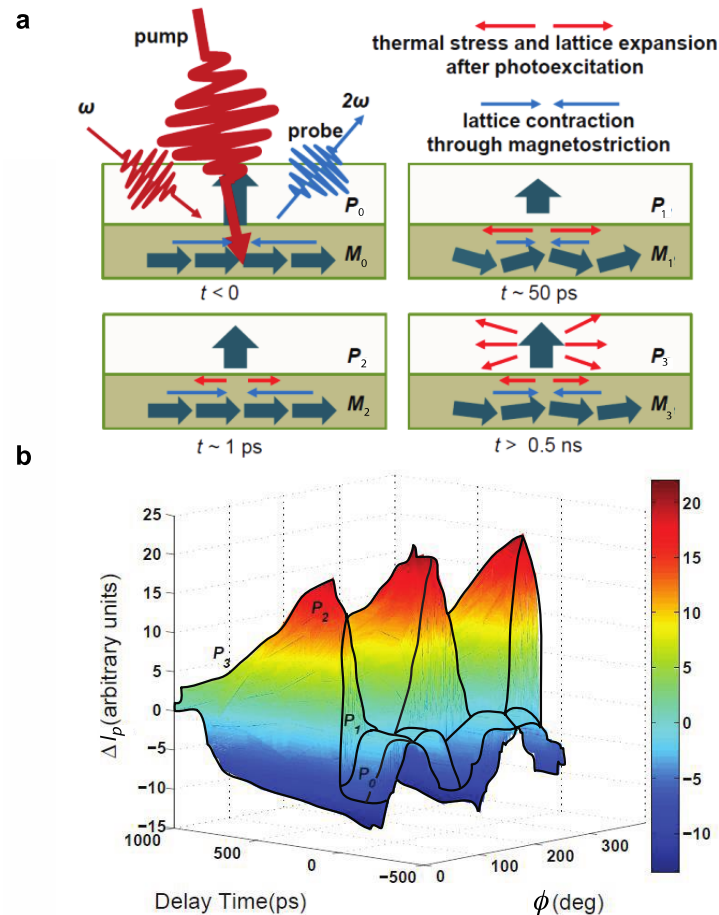 a
pump
thermal stress and lattice expansion
after photoexcitation
ω
2ω
probe
lattice contraction
through magnetostriction
P0
M0
t < 0
P1
M1
t ~ 50 ps
P2
M2
t ~ 1 ps
P3
M3
t > 0.5 ns
b
25
20
15
10
5
0
−5
−10
−15
Δ Ip(arbitrary units)
P3
P2
P1
P0
1000
500
0
−500
Delay Time(ps)
0
100
200
300
ϕ(deg)
20
15
10
5
0
−5
−10